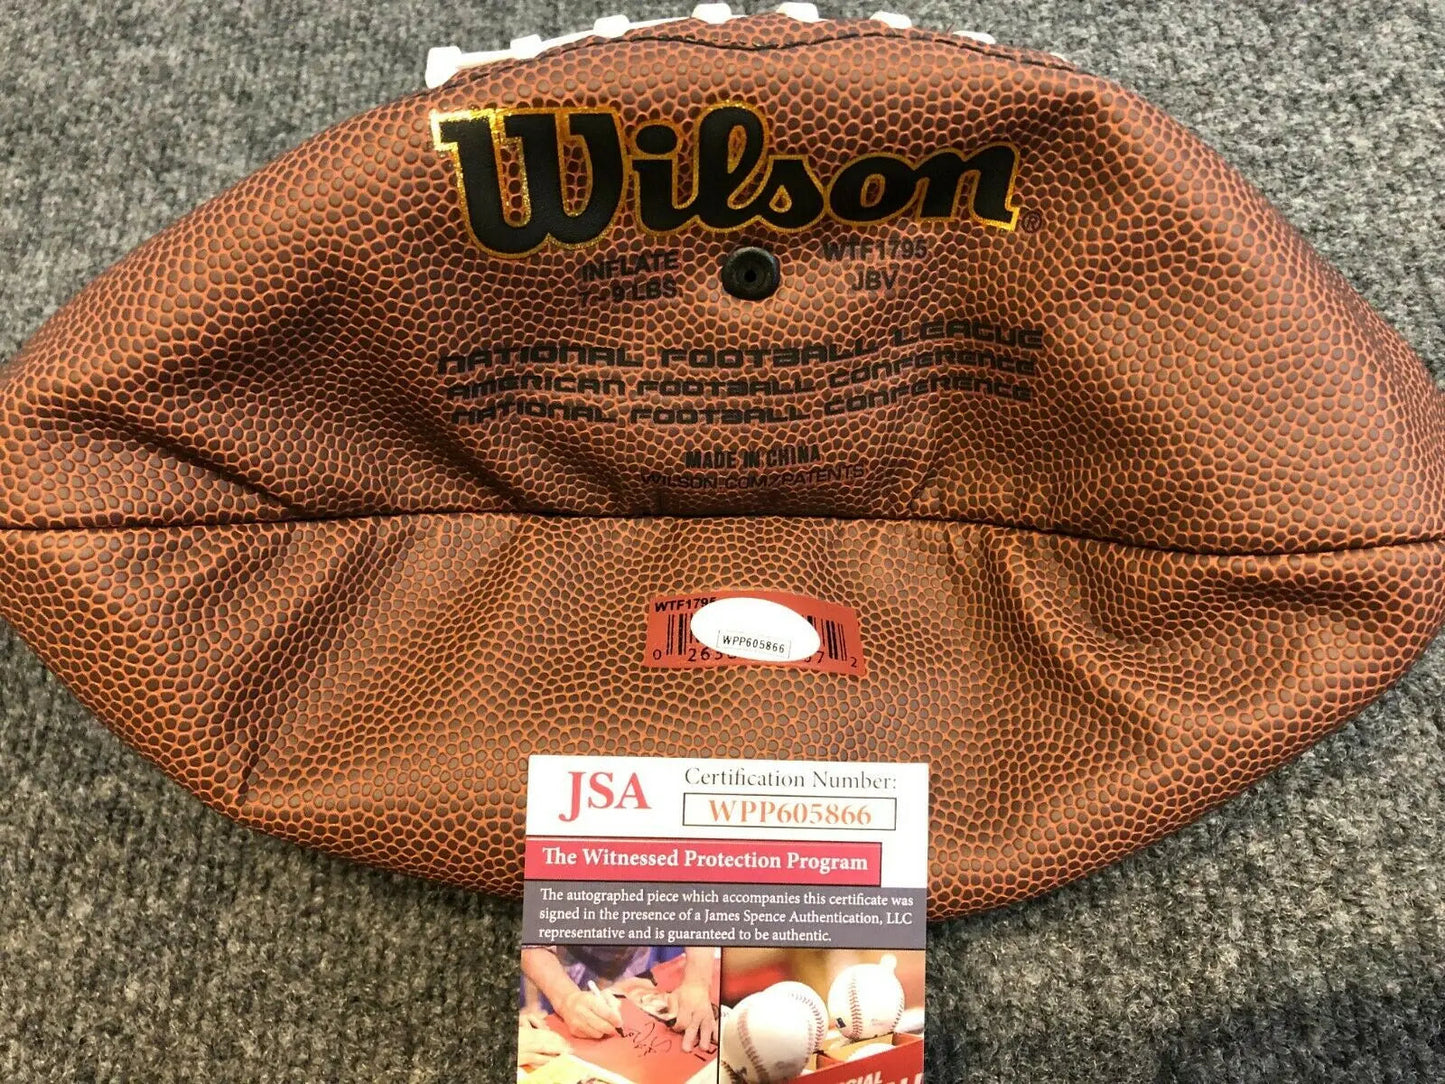 Wilson®
INFLATE WTF1795
7 - 9 LBS JBV
NATIONAL FOOTBALL LEAGUE
AMERICAN FOOTBALL CONFERENCE
NATIONAL FOOTBALL CONFERENCE
MADE IN CHINA
WILSON.COM/PATENTS
WTF1795
WPP605866
JSA Certification Number:
WPP605866
The Witnessed Protection Program
The autographed piece which accompanies this certificate was
signed in the presence of a James Spence Authentication, LLC
representative and is guaranteed to be authentic.